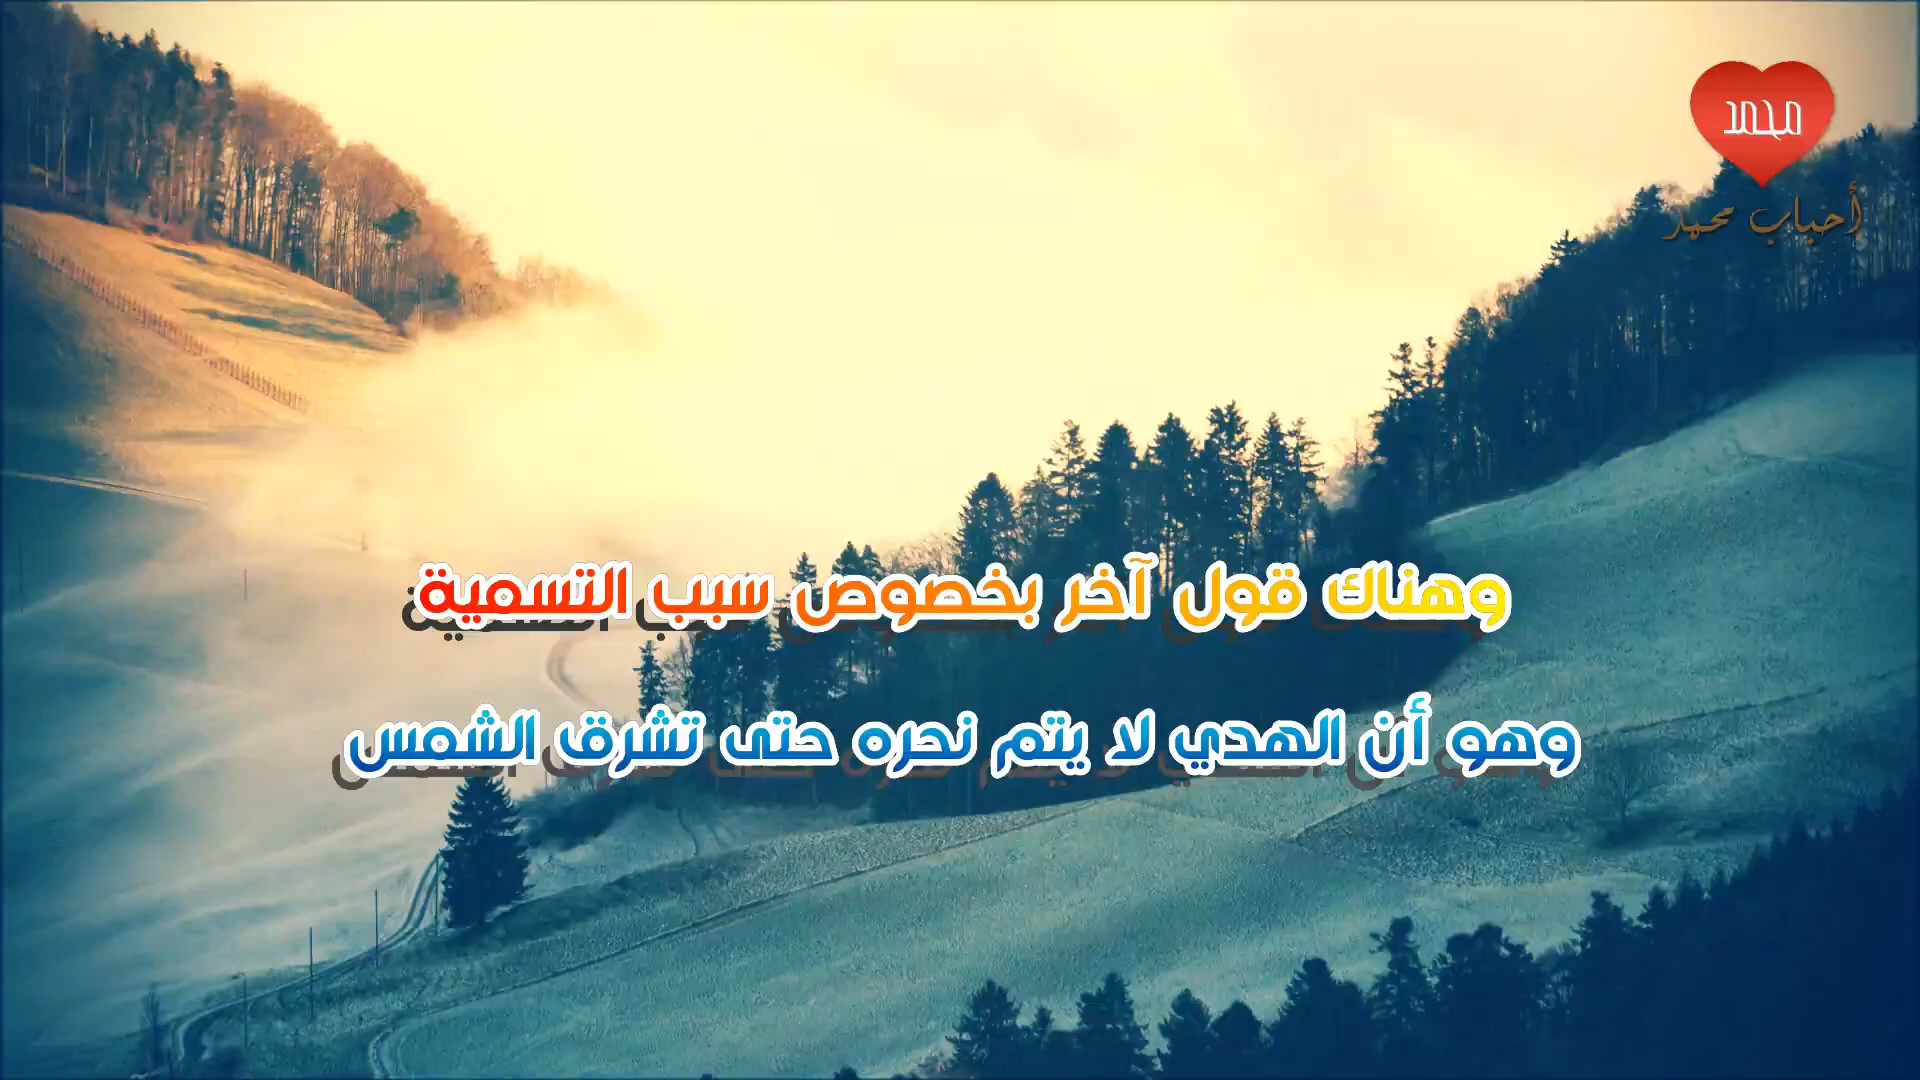 محمد
أحباب محمد
وهناك قول آخر بخصوص سبب التسمية
وهو أن الهدي لا يتم نحره حتى تشرق الشمس